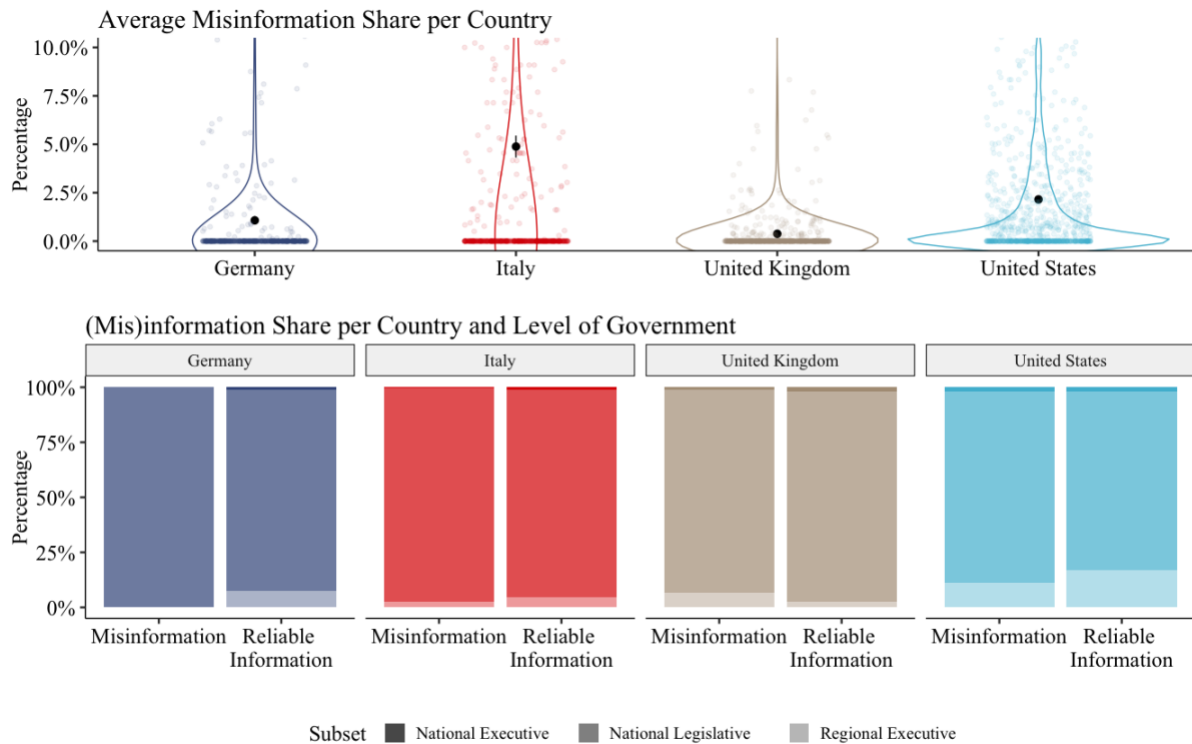 Average Misinformation Share per Country
Percentage
10.0%
7.5%
5.0%
2.5%
0.0%
Germany Italy United Kingdom United States
(Mis)information Share per Country and Level of Government
Germany Italy United Kingdom United States
Percentage
100%
75%
50%
25%
0%
Misinformation Reliable Misinformation Reliable Misinformation Reliable Misinformation Reliable
Information Information Information Information
Subset National Executive National Legislative Regional Executive